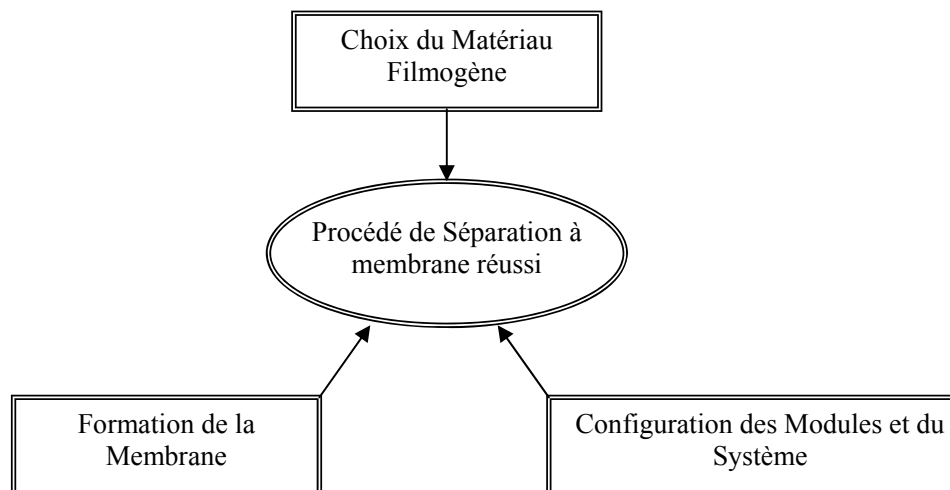 Choix du Matériau
Filmogène
Procédé de Séparation à
membrane réussi
Formation de la
Membrane
Configuration des Modules et du
Système